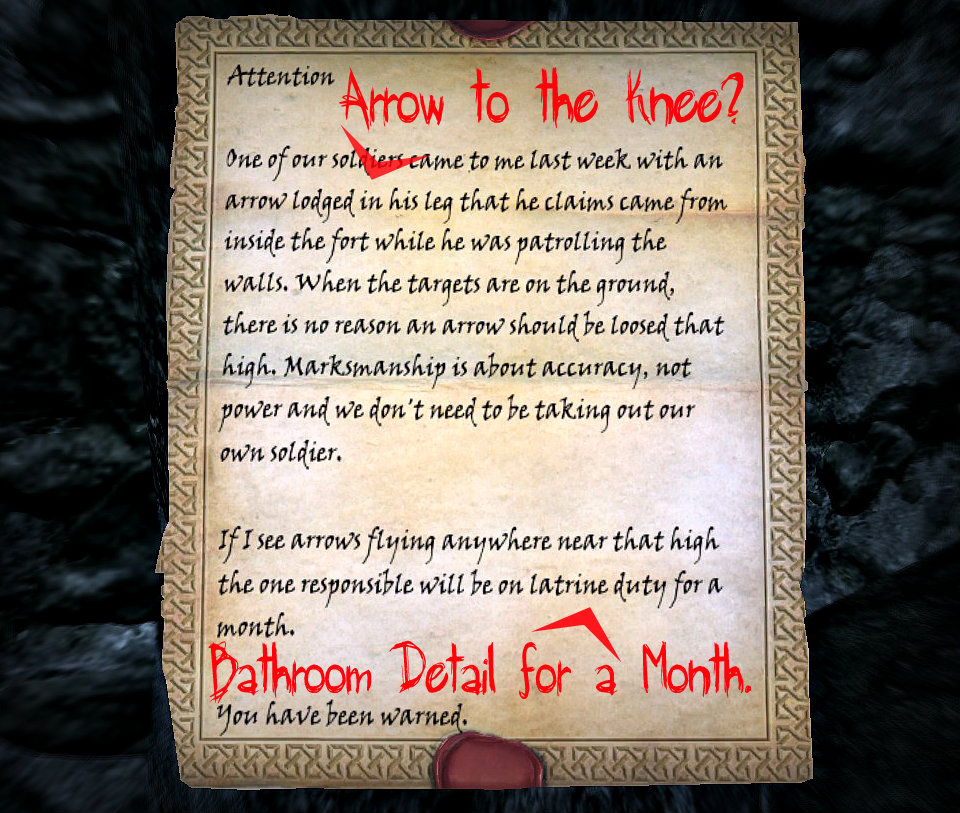 Attention
Arrow to the Knee?
One of our soldiers came to me last week with an
arrow lodged in his leg that he claims came from
inside the fort while he was patrolling the
walls. When the targets are on the ground,
there is no reason an arrow should be loosed that
high. Marksmanship is about accuracy, not
power and we don't need to be taking out our
own soldier.
If I see arrows flying anywhere near that high
the one responsible will be on latrine duty for a
month.
Bathroom Detail for a Month.
You have been warned.